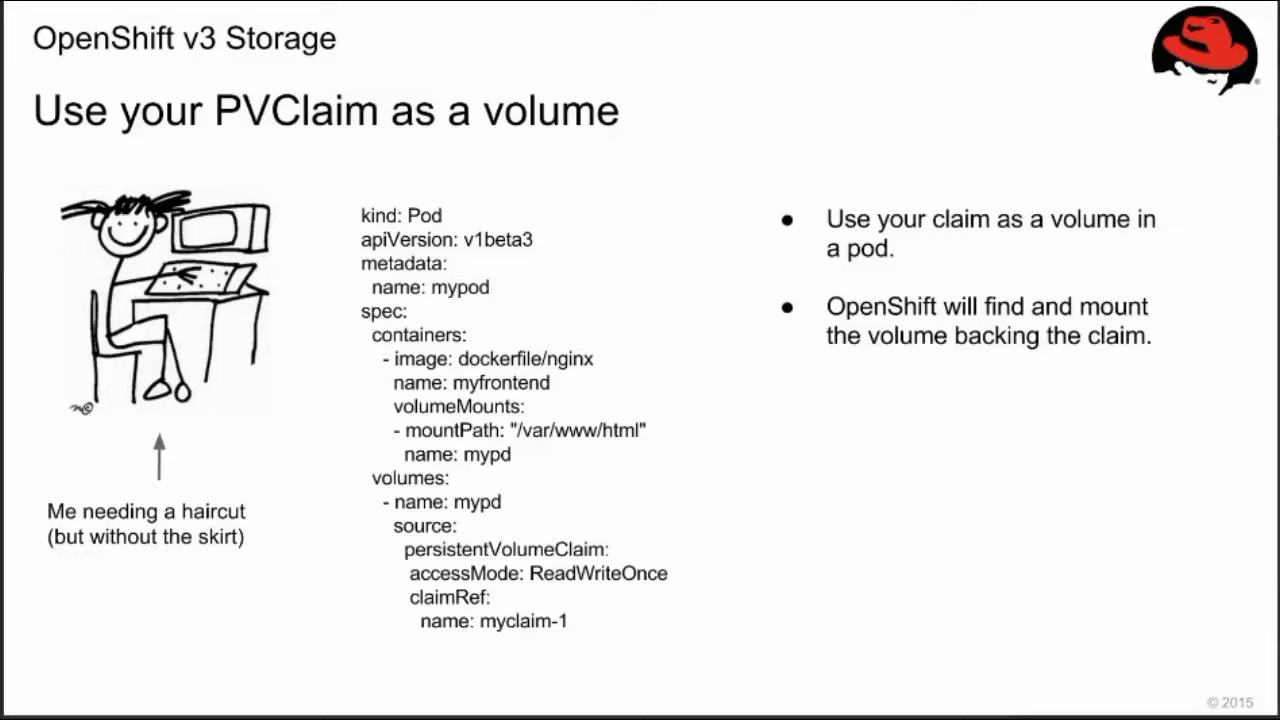 OpenShift v3 Storage
Use your PVClaim as a volume
Me needing a haircut
(but without the skirt)
kind: Pod
apiVersion: v1beta3
metadata:
  name: mypod
spec:
  containers:
    - image: dockerfile/nginx
      name: myfrontend
      volumeMounts:
      - mountPath: "/var/www/html"
        name: mypd
  volumes:
    - name: mypd
      source:
        persistentVolumeClaim:
         accessMode: ReadWriteOnce
         claimRef:
           name: myclaim-1
● Use your claim as a volume in
a pod.
● OpenShift will find and mount
the volume backing the claim.
© 2015